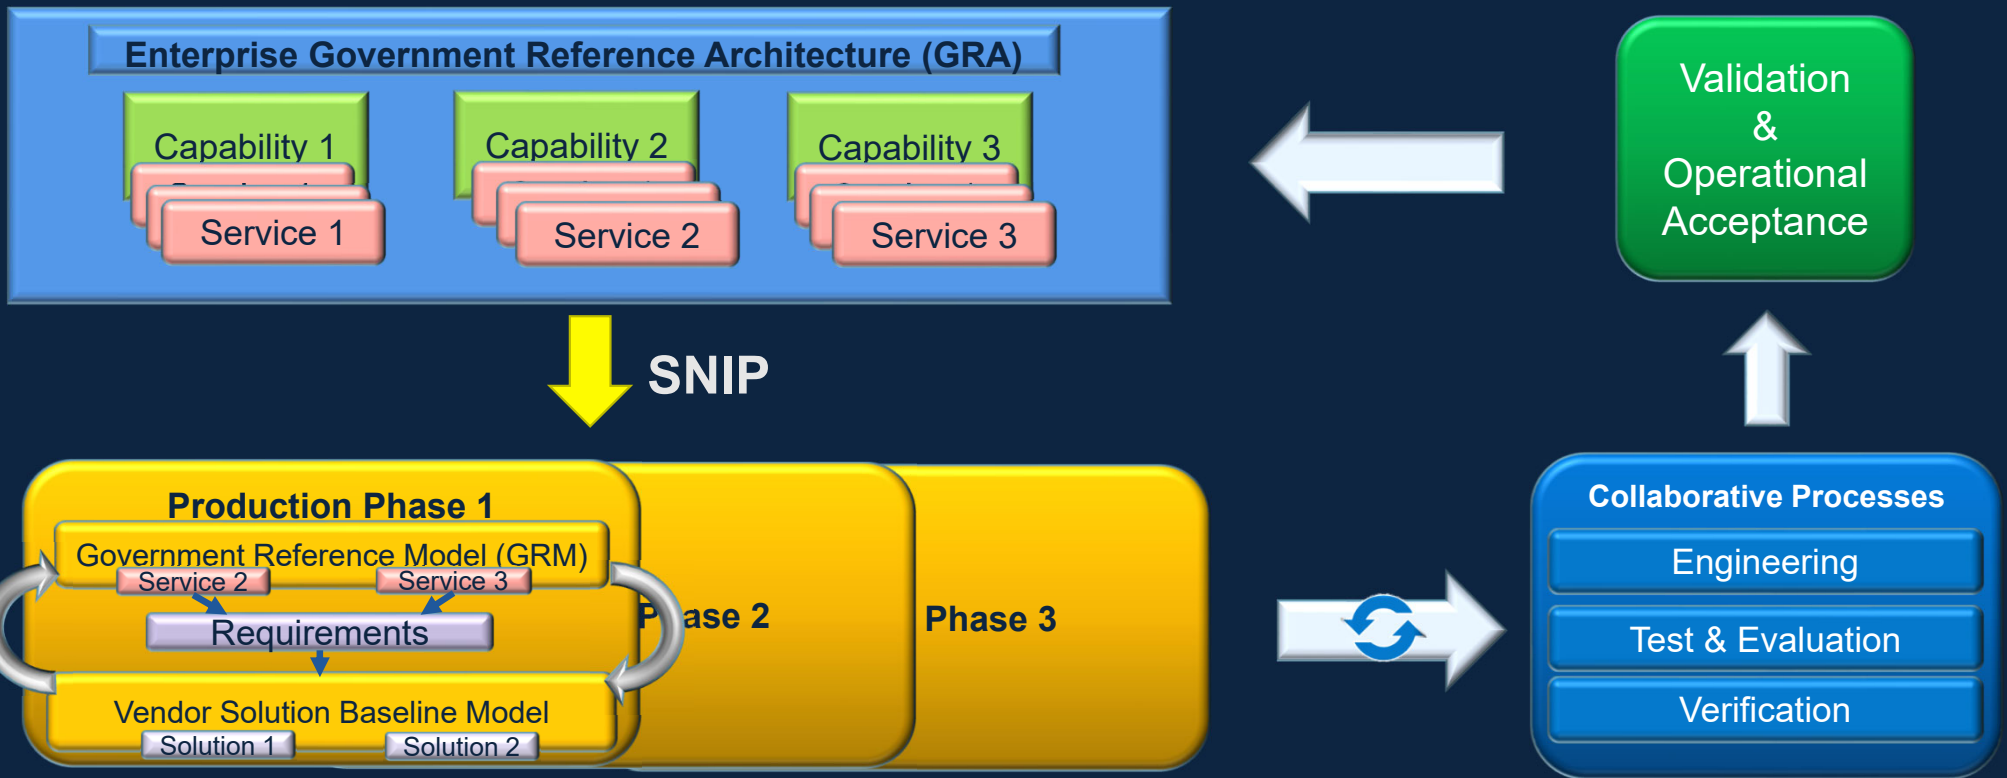 Enterprise Government Reference Architecture (GRA)
Capability 1
Capability 2
Capability 3
Service 1
Service 2
Service 3
SNIP
Production Phase 1
Government Reference Model (GRM)
Service 2
Service 3
Requirements
Vendor Solution Baseline Model
Solution 1
Solution 2
ase 2
Phase 3
Collaborative Processes
Engineering
Test & Evaluation
Verification
Validation
&
Operational
Acceptance